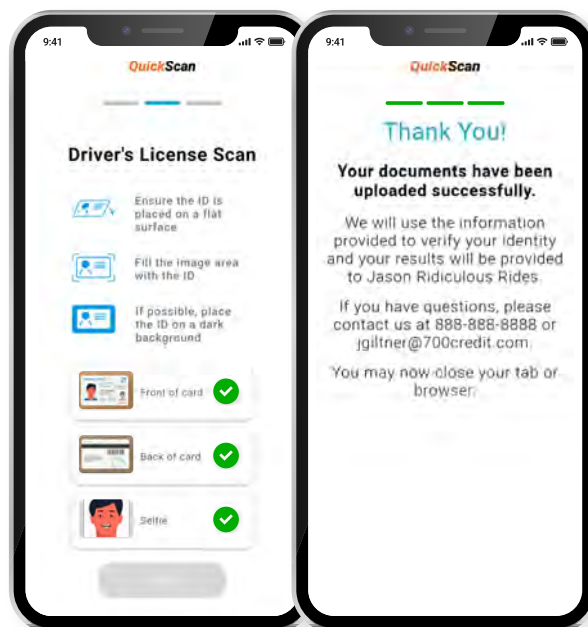 9:41
QuickScan
Driver's License Scan
Ensure the ID is
placed on a flat
surface
Fill the image area
with the ID
If possible, place
the ID on a dark
background
Front of card
Back of card
Selfie
9:41
QuickScan
Thank You!
Your documents have been
uploaded successfully.
We will use the information
provided to verify your identity
and your results will be provided
to Jason Ridiculous Rides.
If you have questions, please
contact us at 888-888-8888 or
jgiltner@700credit.com.
You may now close your tab or
browser.